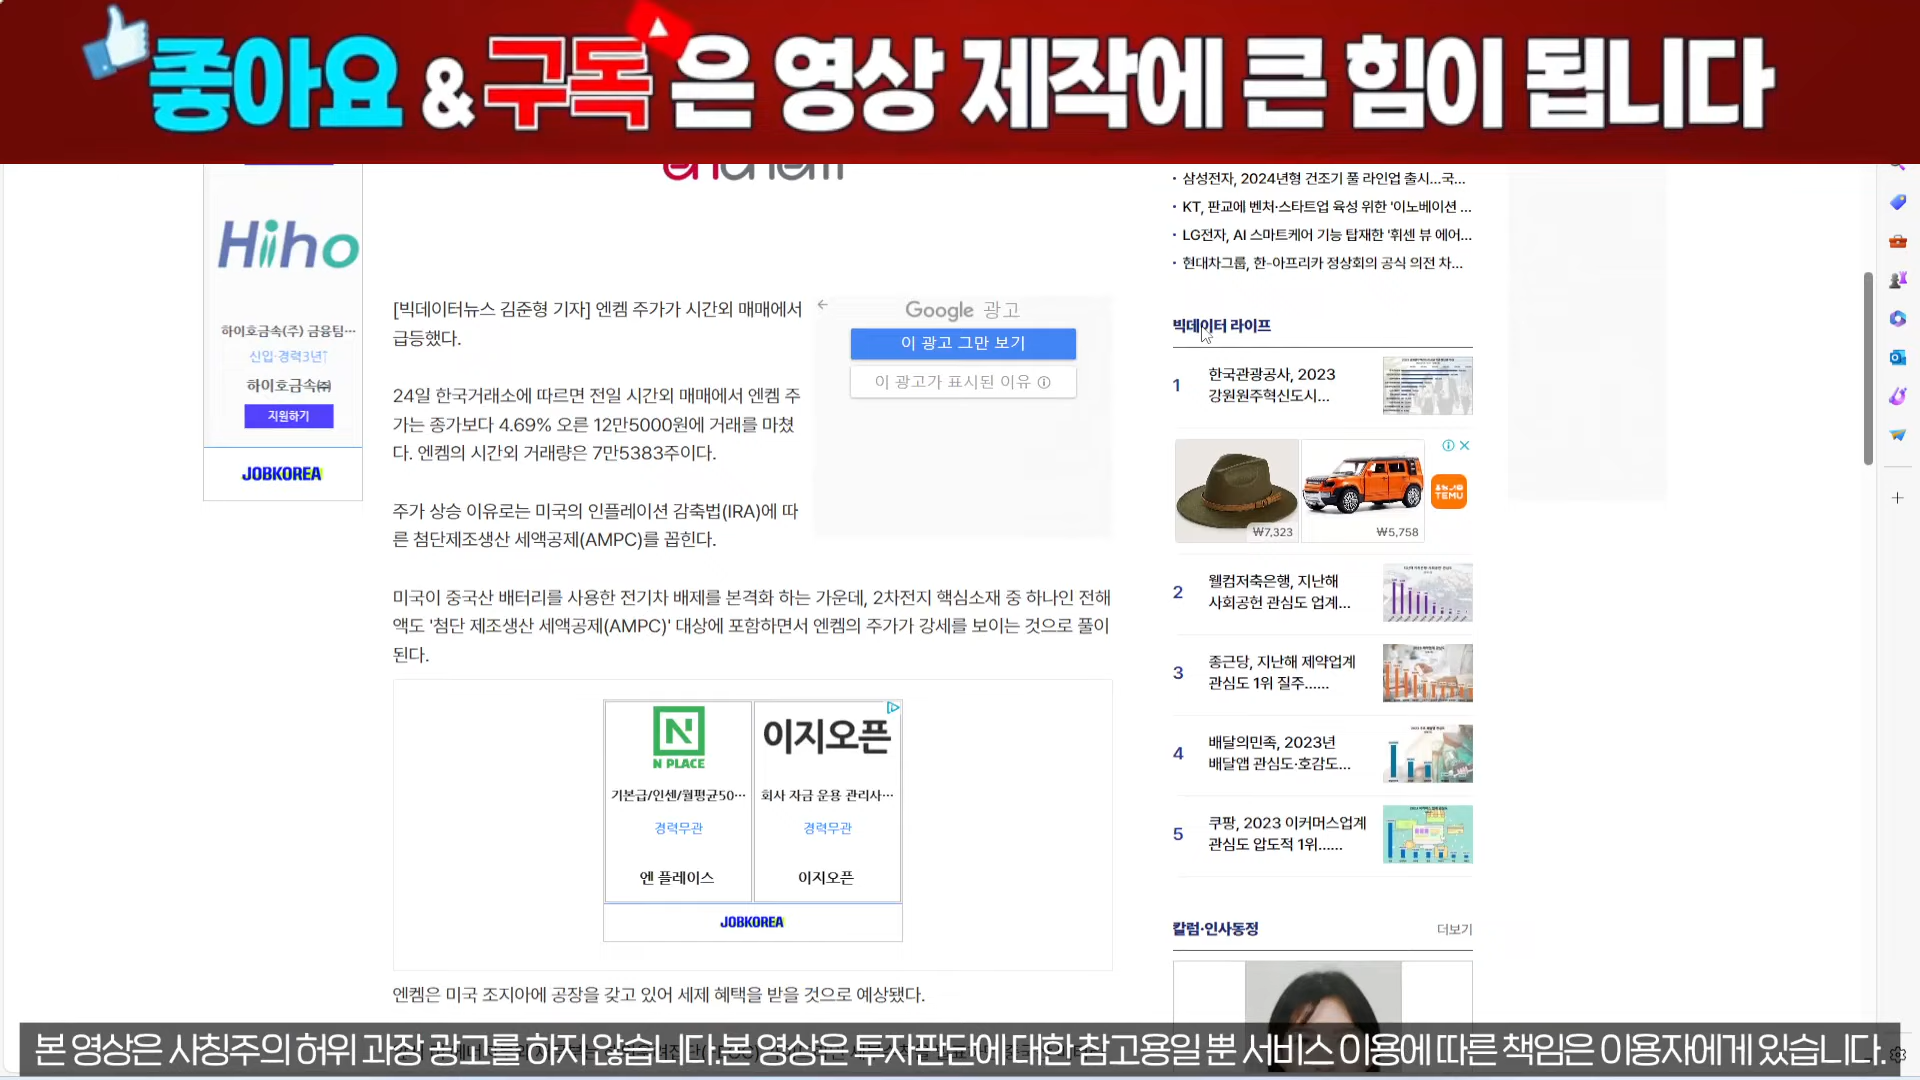 좋아요 & 구독은 영상 제작에 큰 힘이 됩니다
enchem
Hiho
하이호금속(주) 금융팀···
신입·경력3년↑
하이호금속㈜
지원하기
JOBKOREA
[빅데이터뉴스 김준형 기자] 엔켐 주가가 시간외 매매에서
급등했다.
24일 한국거래소에 따르면 전일 시간외 매매에서 엔켐 주
가는 종가보다 4.69% 오른 12만5000원에 거래를 마쳤
다. 엔켐의 시간외 거래량은 7만5383주이다.
주가 상승 이유로는 미국의 인플레이션 감축법(IRA)에 따
른 첨단제조생산 세액공제(AMPC)를 꼽힌다.
Google 광고
이 광고 그만 보기
이 광고가 표시된 이유
미국이 중국산 배터리를 사용한 전기차 배제를 본격화 하는 가운데, 2차전지 핵심소재 중 하나인 전해
액도 '첨단 제조생산 세액공제(AMPC)' 대상에 포함하면서 엔켐의 주가가 강세를 보이는 것으로 풀이
된다.
N PLACE
기본급/인센/월평균50···
경력무관
엔 플레이스
이지오픈
회사 자금 운용 관리사···
경력무관
이지오픈
JOBKOREA
엔켐은 미국 조지아에 공장을 갖고 있어 세제 혜택을 받을 것으로 예상됐다.
· 삼성전자, 2024년형 건조기 풀 라인업 출시...국...
· KT, 판교에 벤처·스타트업 육성 위한 '이노베이션 ...
· LG전자, AI 스마트케어 기능 탑재한 '휘센 뷰 에어...
· 현대차그룹, 한-아프리카 정상회의 공식 의전 차...
빅데이터 라이프
1 한국관광공사, 2023
강원원주혁신도시...
₩7,323
₩5,758
TEMU
2 웰컴저축은행, 지난해
사회공헌 관심도 업계...
3 종근당, 지난해 제약업계
관심도 1위 질주......
4 배달의민족, 2023년
배달앱 관심도·호감도...
5 쿠팡, 2023 이커머스업계
관심도 압도적 1위......
칼럼·인사동정
더보기
본 영상은 사칭주의 허위 과장 광고를 하지 않습니다.본 영상은 투자판단에 대한 참고용일 뿐 서비스 이용에 따른 책임은 이용자에게 있습니다.